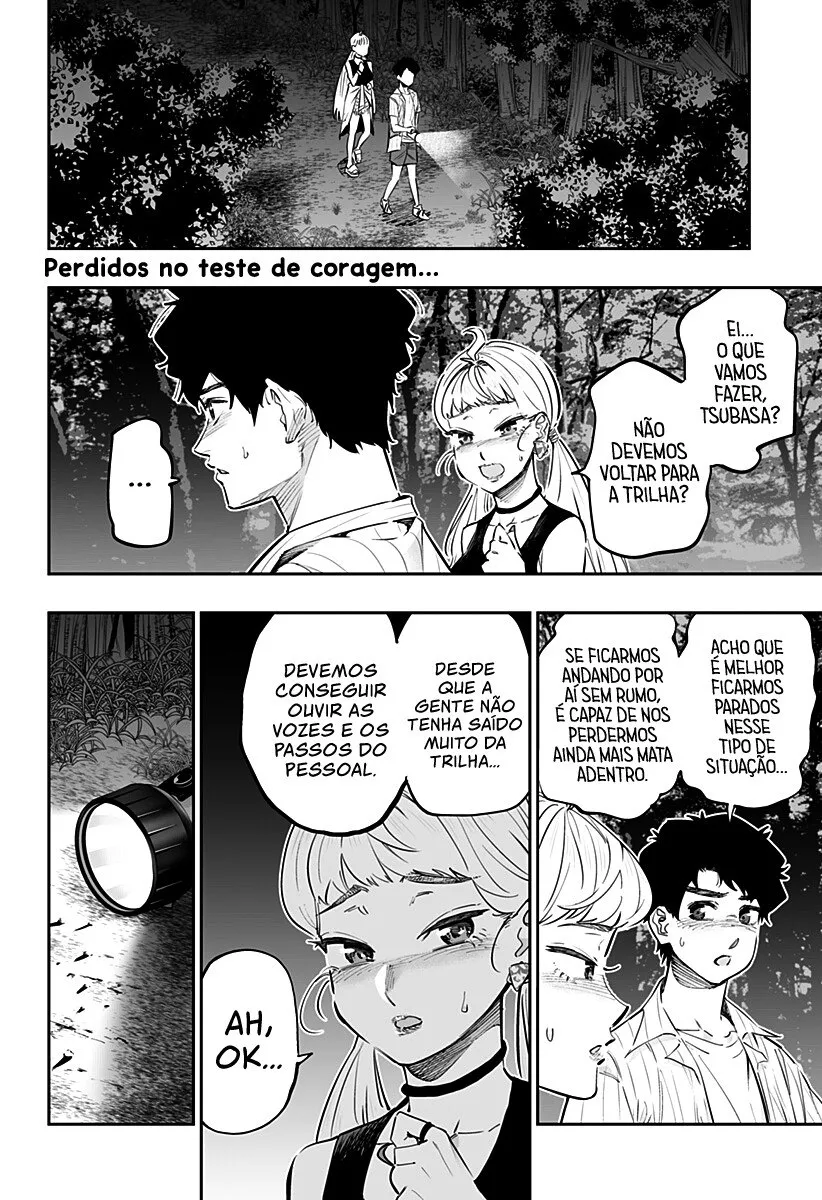 Perdidos no teste de coragem...
EI...
O QUE
VAMOS
FAZER,
TSUBASA?
NÃO
DEVEMOS
VOLTAR PARA
A TRILHA?
...
ACHO QUE
É MELHOR
FICARMOS
PARADOS
NESSE
TIPO DE
SITUAÇÃO...
SE FICARMOS
ANDANDO POR
AÍ SEM RUMO,
É CAPAZ DE NOS
PERDERMOS
AINDA MAIS MATA
ADENTRO.
DESDE
QUE A
GENTE NÃO
TENHA SAÍDO
MUITO DA
TRILHA...
DEVEMOS
CONSEGUIR
OUVIR AS
VOZES E OS
PASSOS DO
PESSOAL.
AH,
OK...